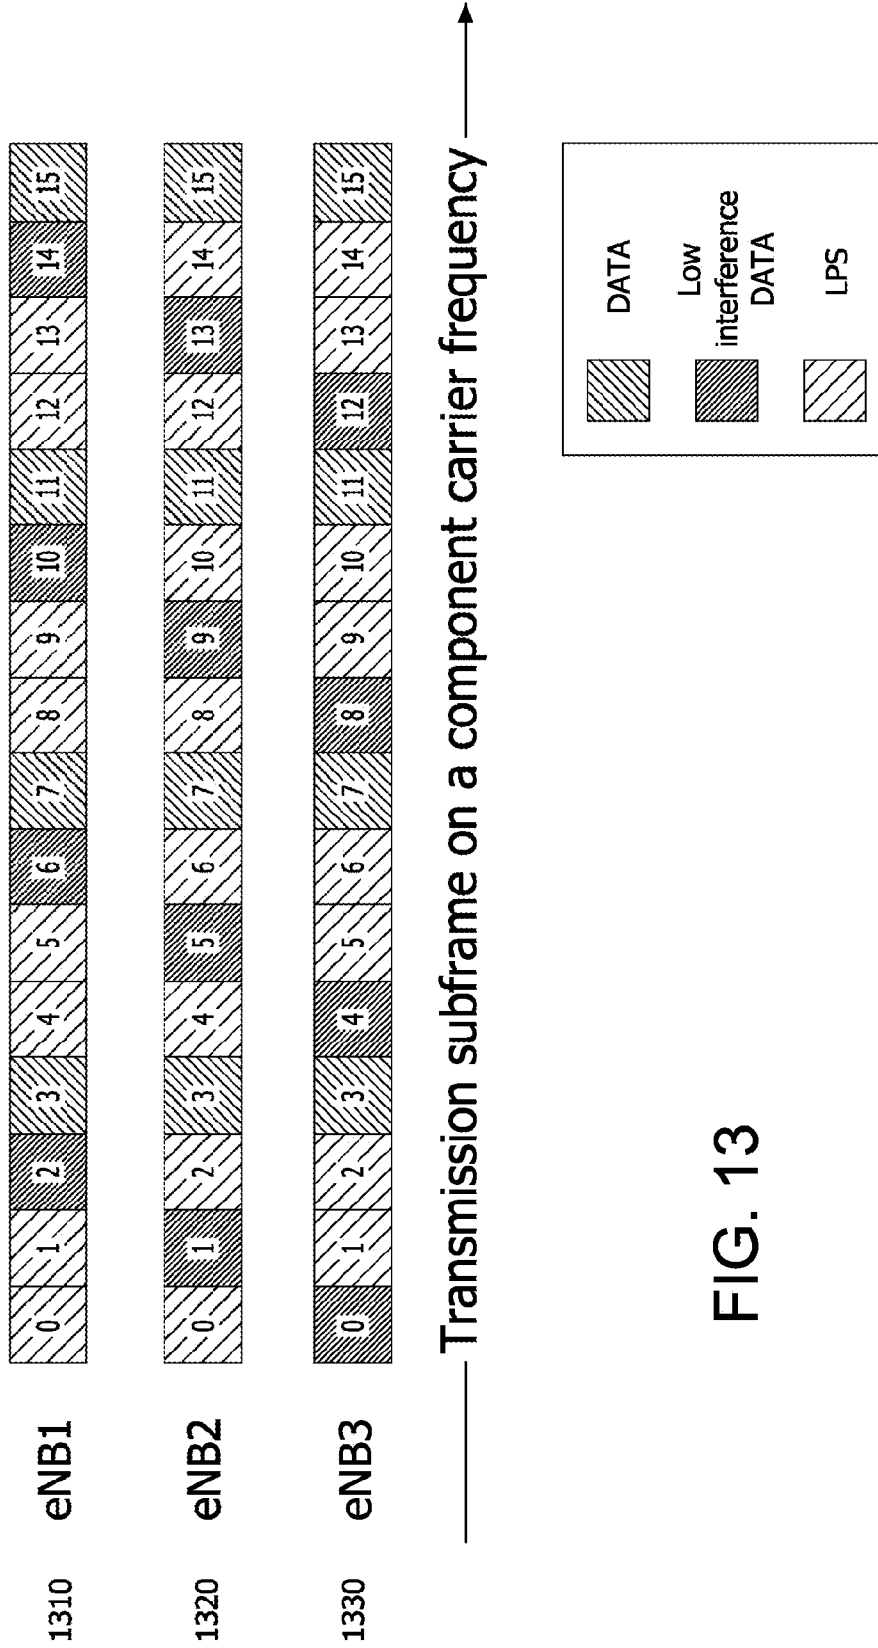 1310 eNB1 0 1 2 3 4 5 6 7 8 9 10 11 12 13 14 15
1320 eNB2 0 1 2 3 4 5 6 7 8 9 10 11 12 13 14 15
1330 eNB3 0 1 2 3 4 5 6 7 8 9 10 11 12 13 14 15
Transmission subframe on a component carrier frequency
DATA
Low
interference
DATA
LPS
FIG. 13